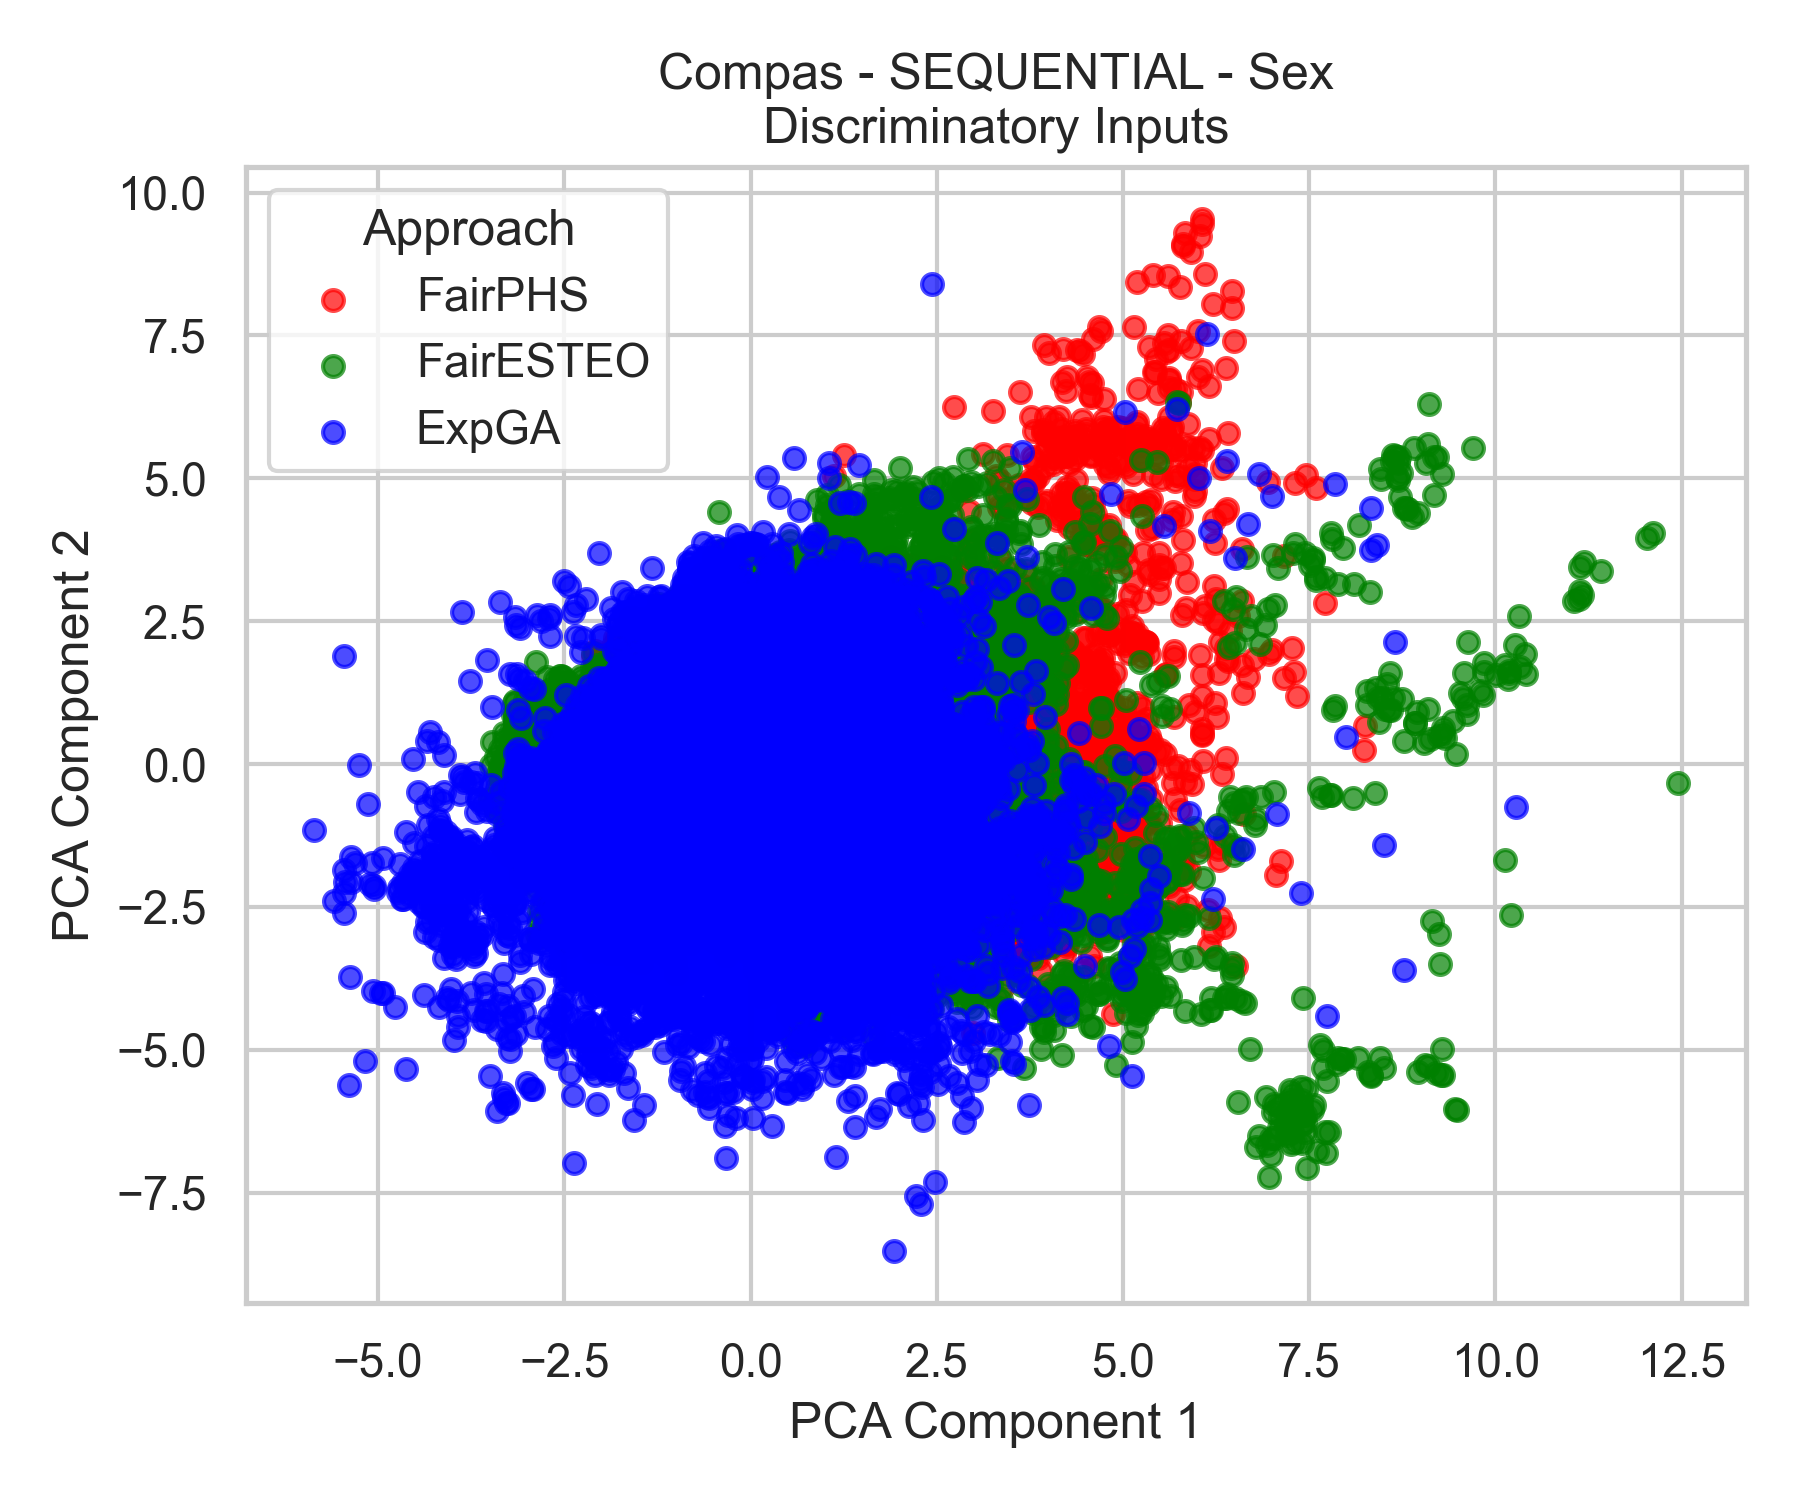 Compas - SEQUENTIAL - Sex
Discriminatory Inputs
10.0
7.5
5.0
2.5
0.0
−2.5
−5.0
−7.5
PCA Component 2
Approach
FairPHS
FairESTEO
ExpGA
−5.0
−2.5
0.0
2.5
5.0
7.5
10.0
12.5
PCA Component 1